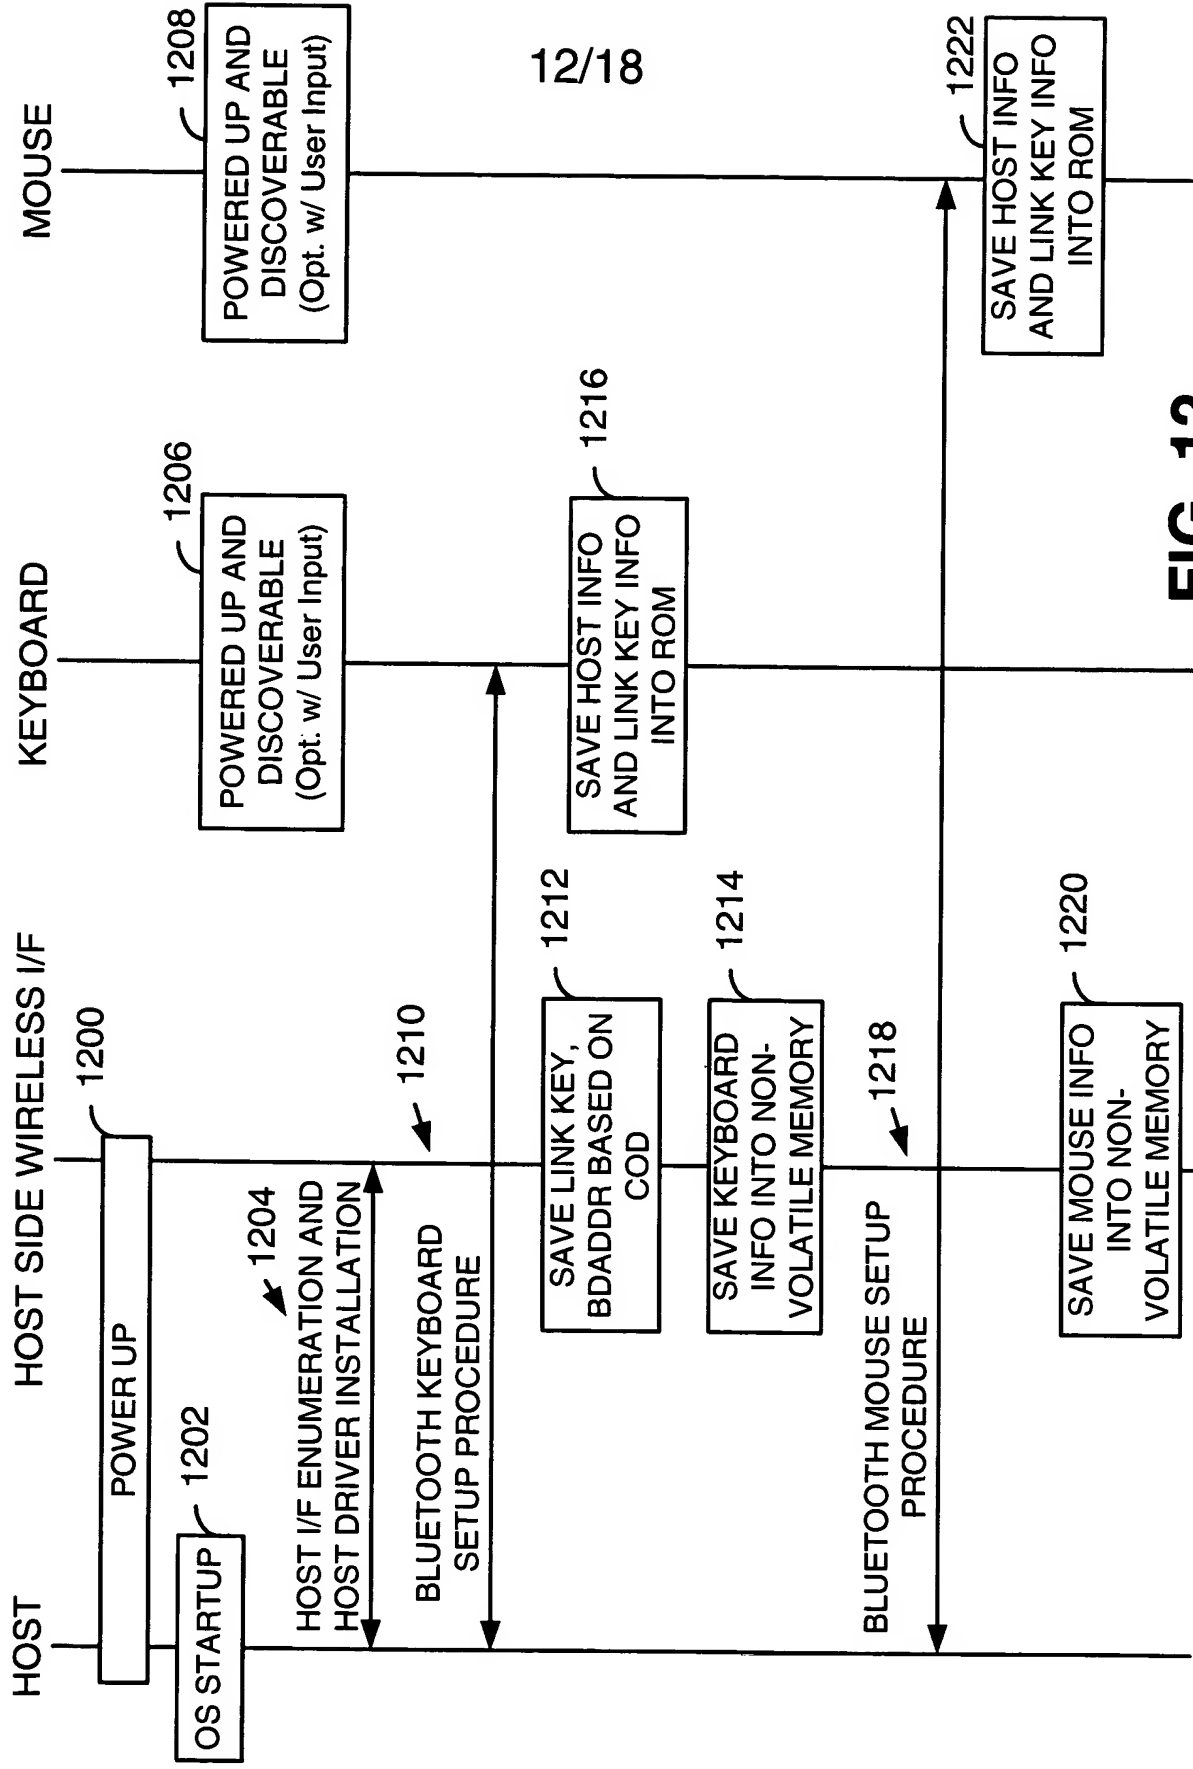 12/18
HOST
HOST SIDE WIRELESS I/F
KEYBOARD
MOUSE
POWER UP
1200
OS STARTUP
1202
1204
HOST I/F ENUMERATION AND
HOST DRIVER INSTALLATION
POWERED UP AND
DISCOVERABLE
(Opt. w/ User Input)
1206
POWERED UP AND
DISCOVERABLE
(Opt. w/ User Input)
1208
BLUETOOTH KEYBOARD
SETUP PROCEDURE
1210
SAVE LINK KEY,
BDADDR BASED ON
COD
1212
SAVE HOST INFO
AND LINK KEY INFO
INTO ROM
1216
SAVE KEYBOARD
INFO INTO NON-
VOLATILE MEMORY
1214
BLUETOOTH MOUSE SETUP
PROCEDURE
1218
SAVE MOUSE INFO
INTO NON-
VOLATILE MEMORY
1220
SAVE HOST INFO
AND LINK KEY INFO
INTO ROM
1222
FIG. 12